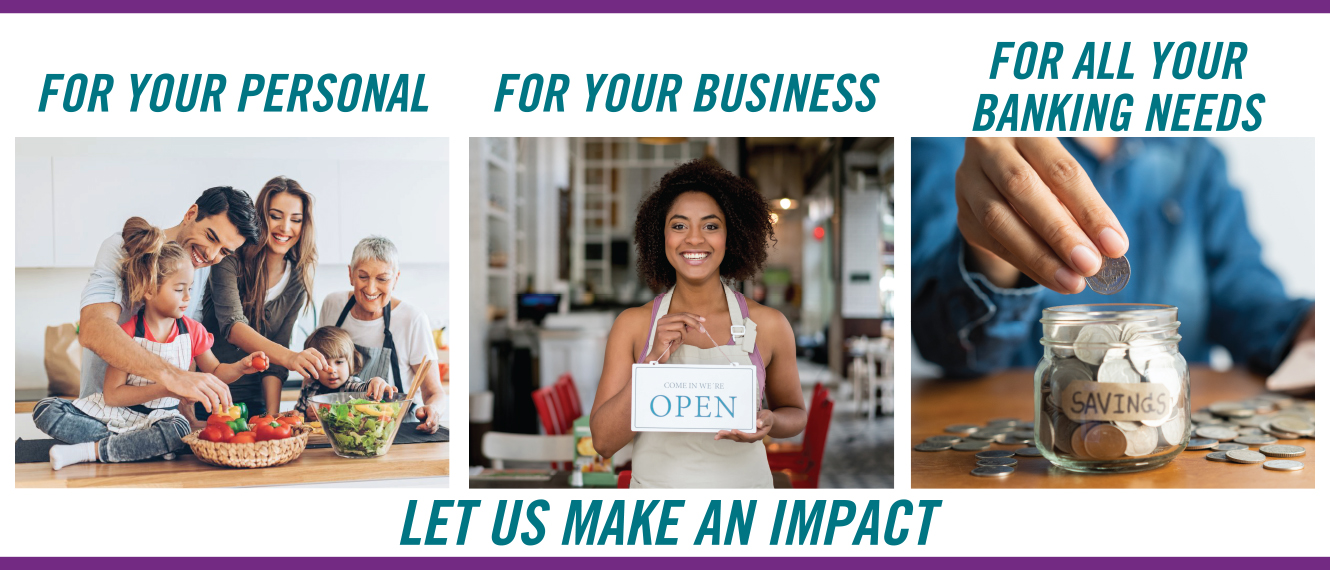 FOR YOUR PERSONAL
FOR YOUR BUSINESS
FOR ALL YOUR
BANKING NEEDS
COME IN WE'RE
OPEN
SAVINGS
LET US MAKE AN IMPACT